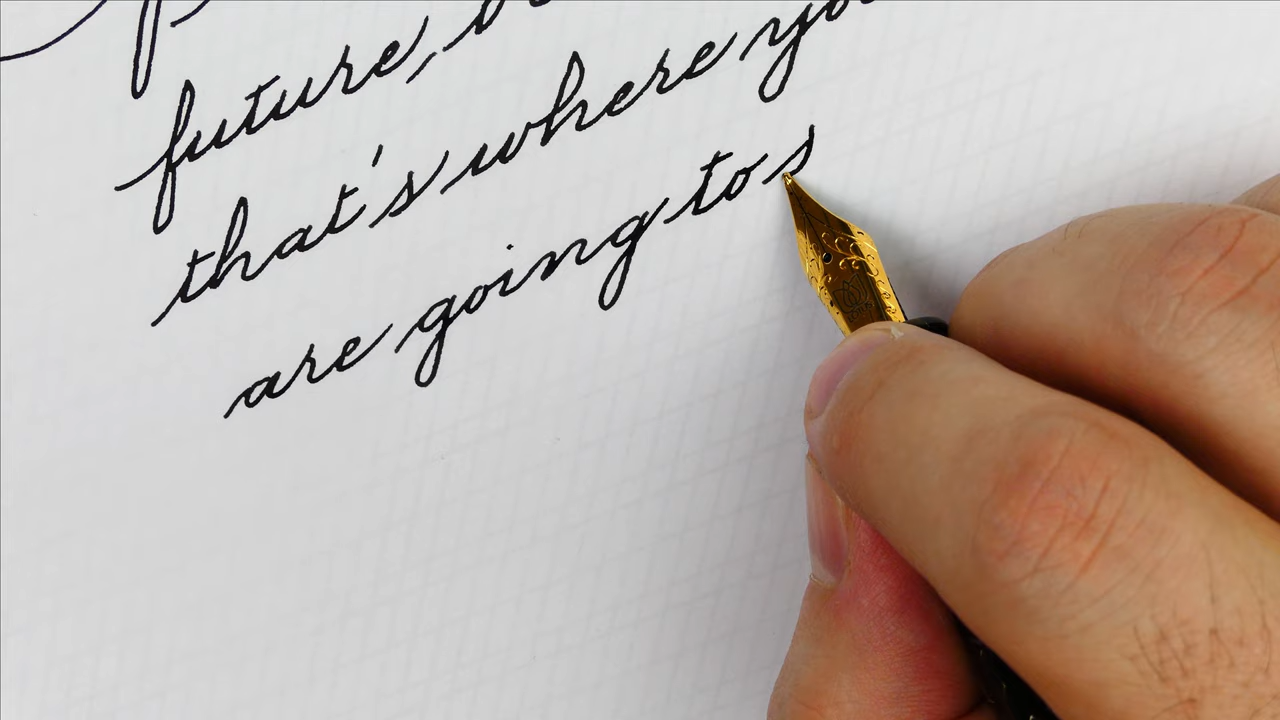 future,
that's where
are going to s